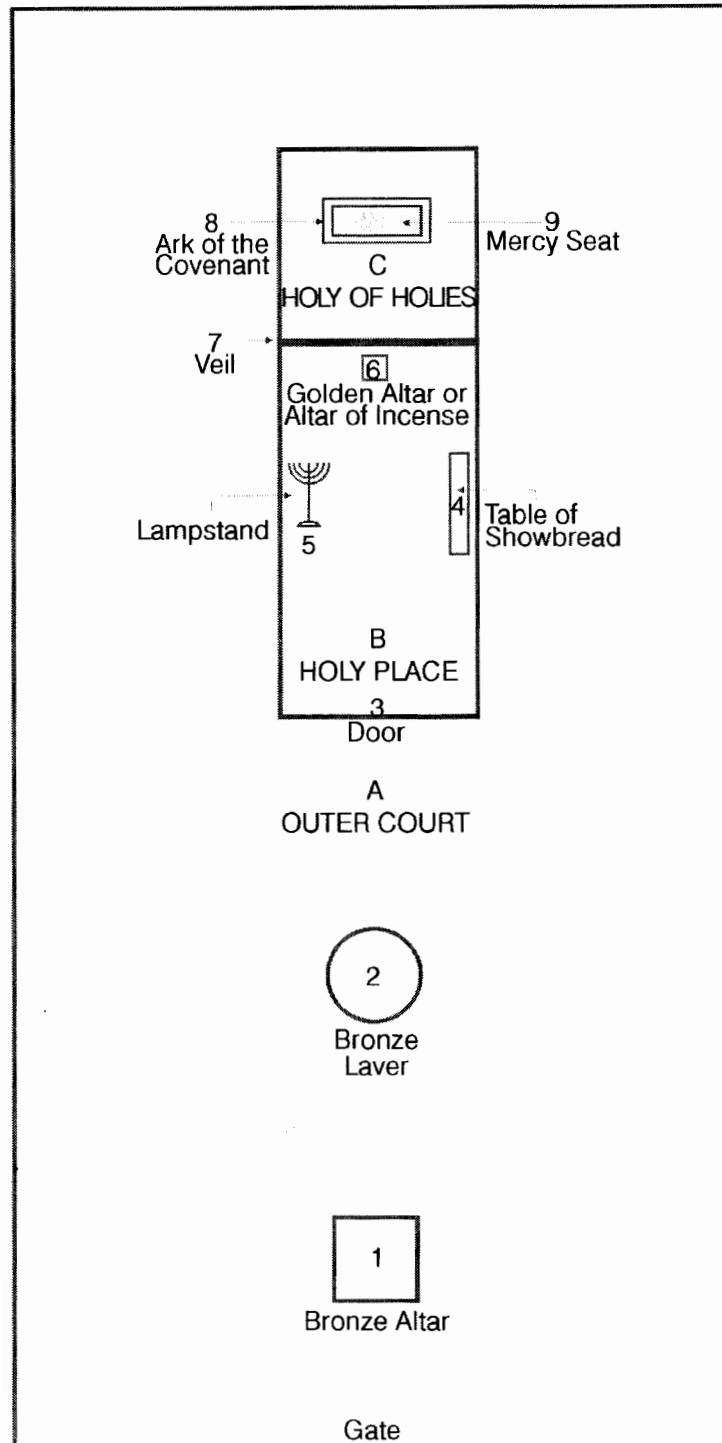 8
Ark of the
Covenant
9
Mercy Seat
C
HOLY OF HOLIES
7
Veil
6
Golden Altar or
Altar of Incense
Lampstand
5
4
Table of
Showbread
B
HOLY PLACE
3
Door
A
OUTER COURT
2
Bronze
Laver
1
Bronze Altar
Gate